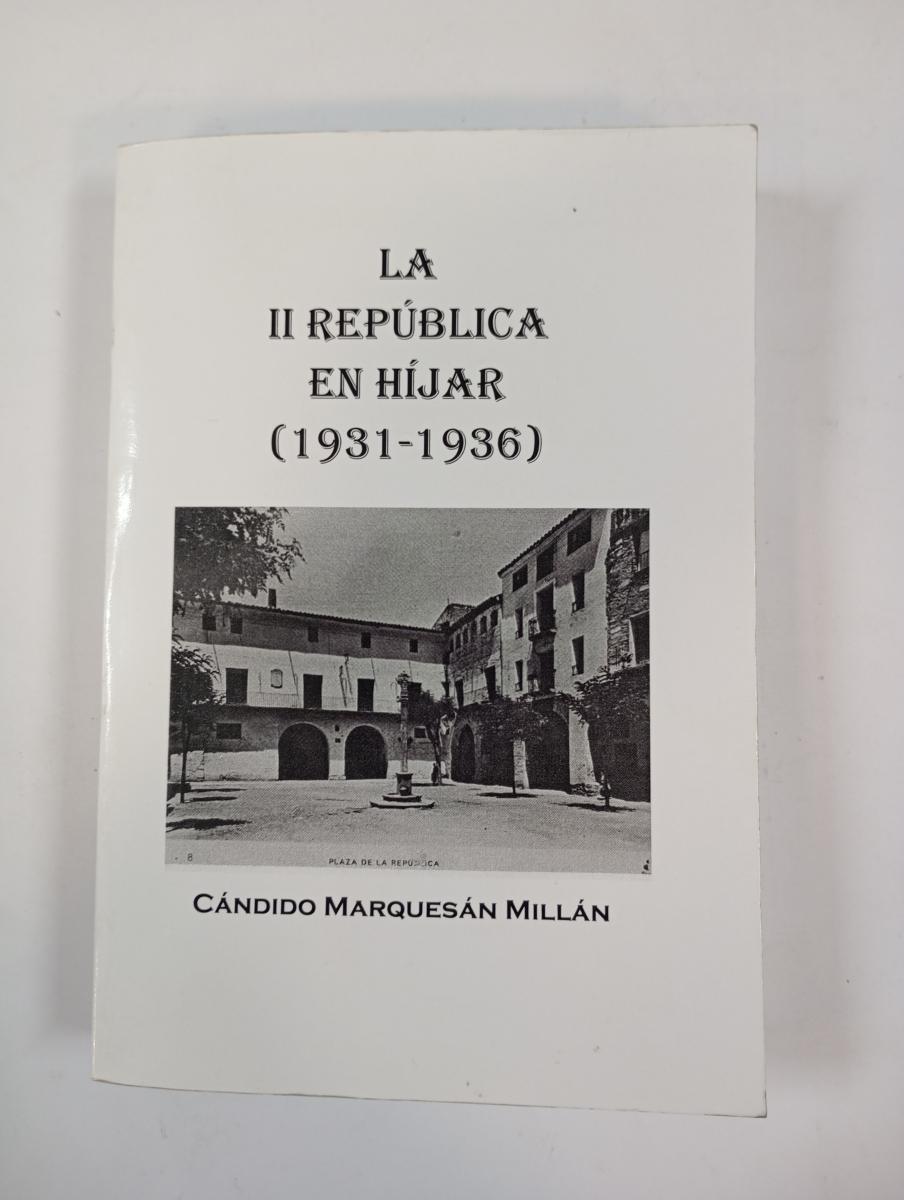 LA
II REPÚBLICA
EN HÍJAR
(1931-1936)
8
PLAZA DE LA REPÚBLICA
CÁNDIDO MARQUESÁN MILLÁN